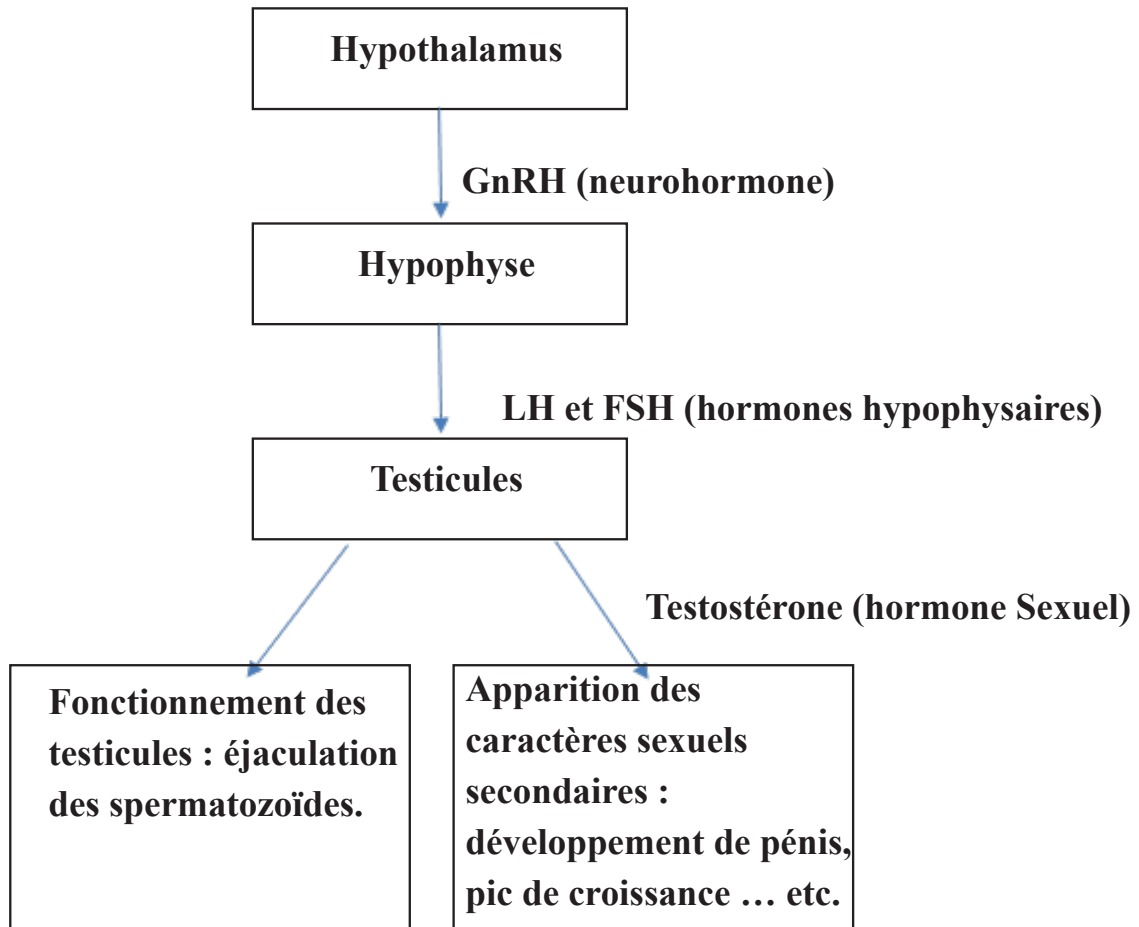 Hypothalamus
GnRH (neurohormone)
Hypophyse
LH et FSH (hormones hypophysaires)
Testicules
Testostérone (hormone Sexuel)
Fonctionnement des
testicules : éjaculation
des spermatozoïdes.
Apparition des
caractères sexuels
secondaires :
développement de pénis,
pic de croissance … etc.